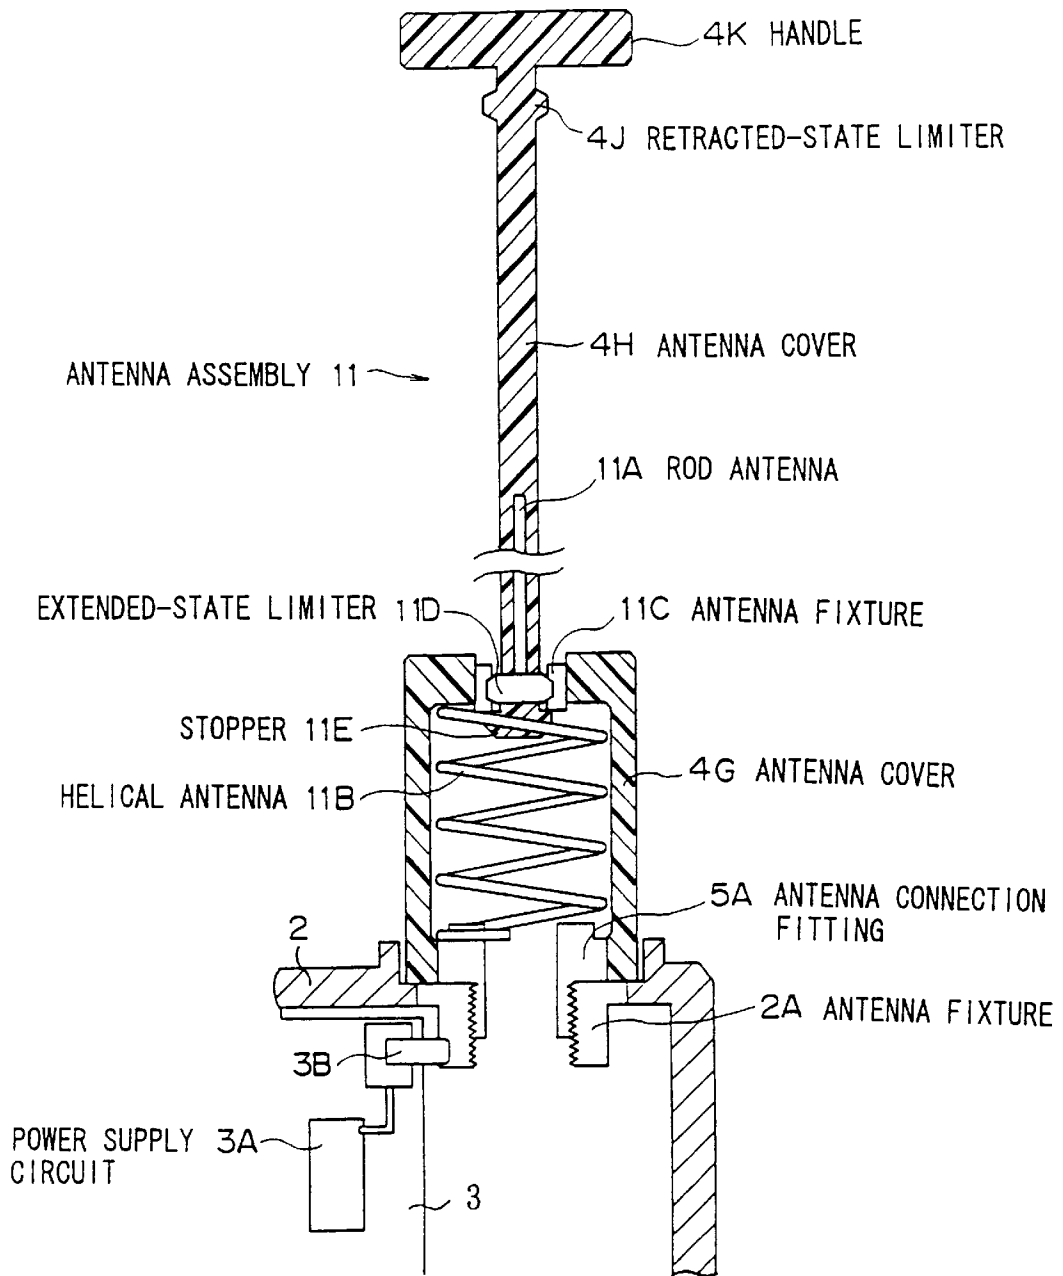 4K HANDLE
4J RETRACTED-STATE LIMITER
4H ANTENNA COVER
ANTENNA ASSEMBLY 11
11A ROD ANTENNA
EXTENDED-STATE LIMITER 11D
11C ANTENNA FIXTURE
STOPPER 11E
4G ANTENNA COVER
HELICAL ANTENNA 11B
5A ANTENNA CONNECTION
FITTING
2
2A ANTENNA FIXTURE
3B
POWER SUPPLY 3A
CIRCUIT
3